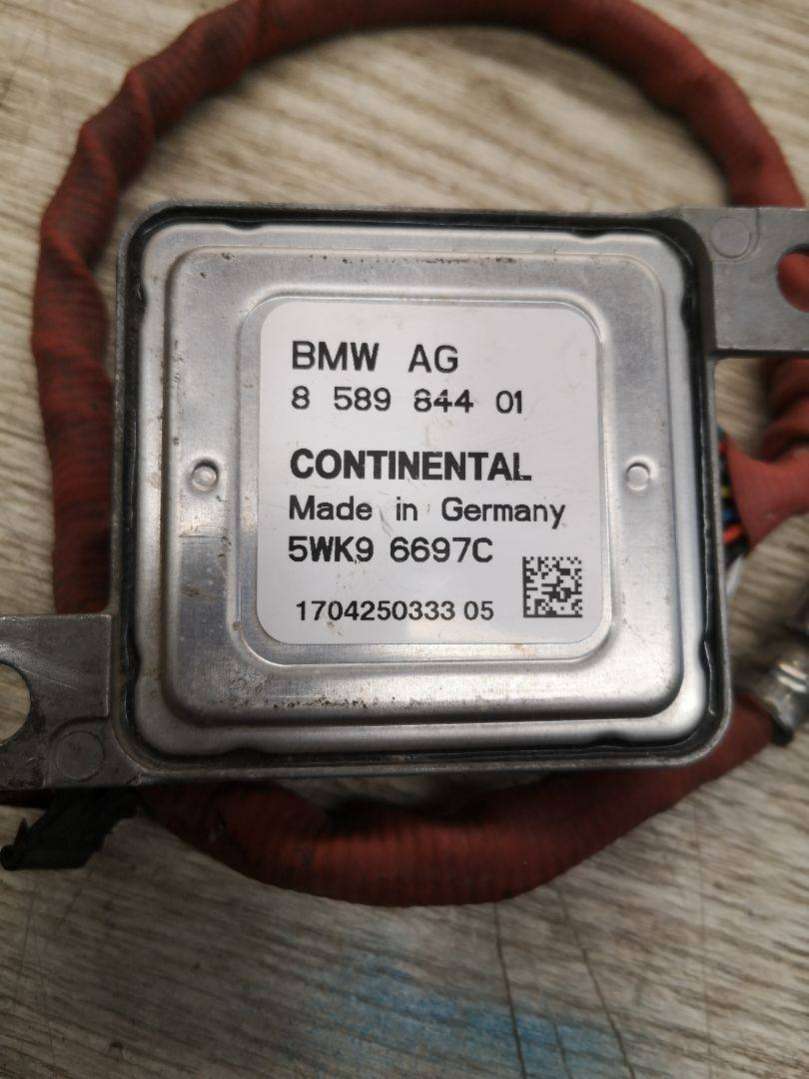 BMW AG
8 589 844 01
CONTINENTAL
Made in Germany
5WK9 6697C
1704250333 05